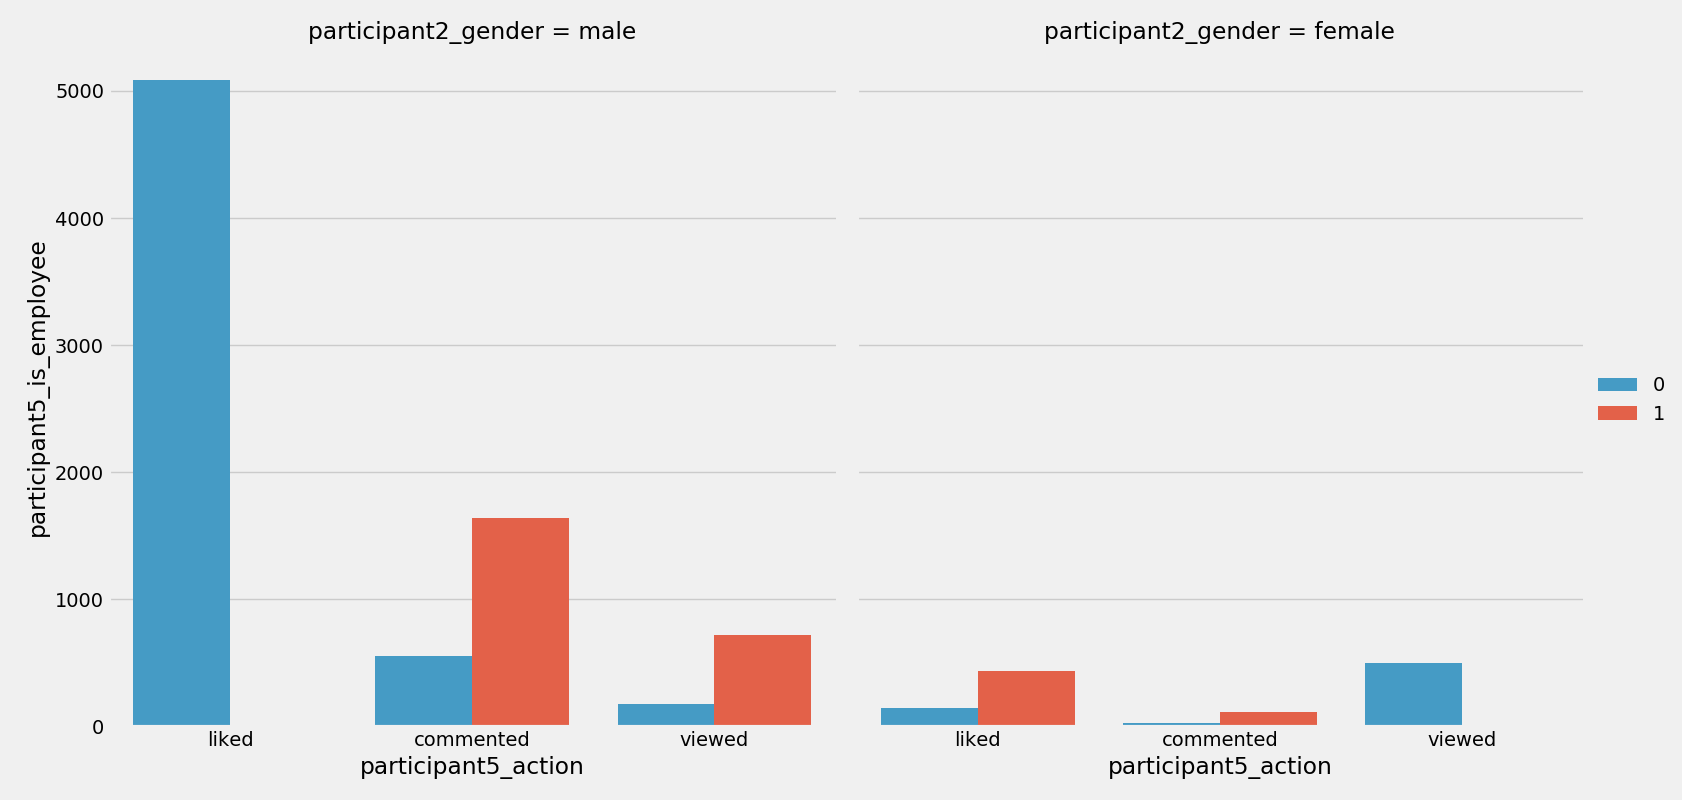 participant2_gender = male
participant2_gender = female
participant5_is_employee
5000
4000
3000
2000
1000
0
liked commented viewed
liked commented viewed
participant5_action
participant5_action
0
1